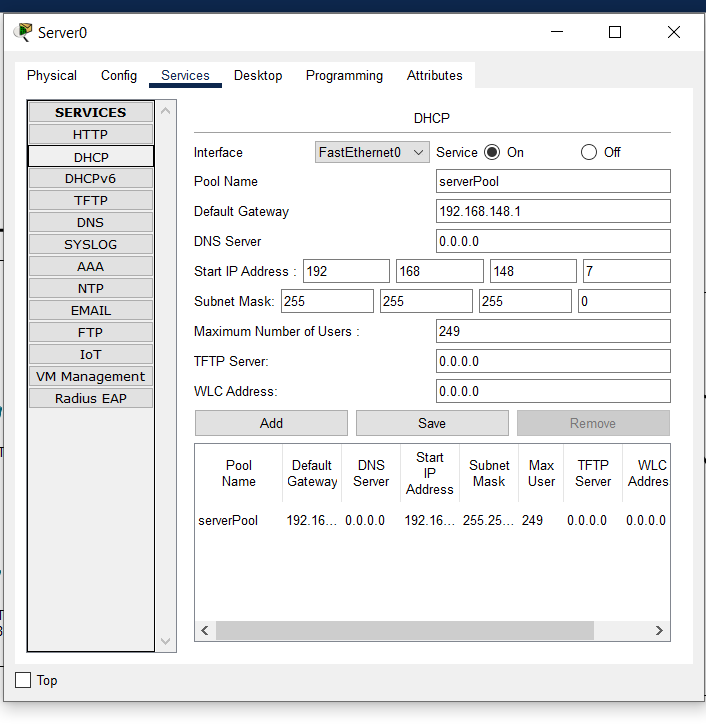 Server0
Physical Config Services Desktop Programming Attributes
SERVICES
HTTP
DHCP
DHCPv6
TFTP
DNS
SYSLOG
AAA
NTP
EMAIL
FTP
IoT
VM Management
Radius EAP
DHCP
Interface FastEthernet0 Service On Off
Pool Name serverPool
Default Gateway 192.168.148.1
DNS Server 0.0.0.0
Start IP Address : 192 168 148 7
Subnet Mask: 255 255 255 0
Maximum Number of Users : 249
TFTP Server: 0.0.0.0
WLC Address: 0.0.0.0
Add Save Remove
Pool Name Default Gateway DNS Server Start IP Address Subnet Mask Max User TFTP Server WLC Addres
serverPool 192.16... 0.0.0.0 192.16... 255.25... 249 0.0.0.0 0.0.0.0
Top